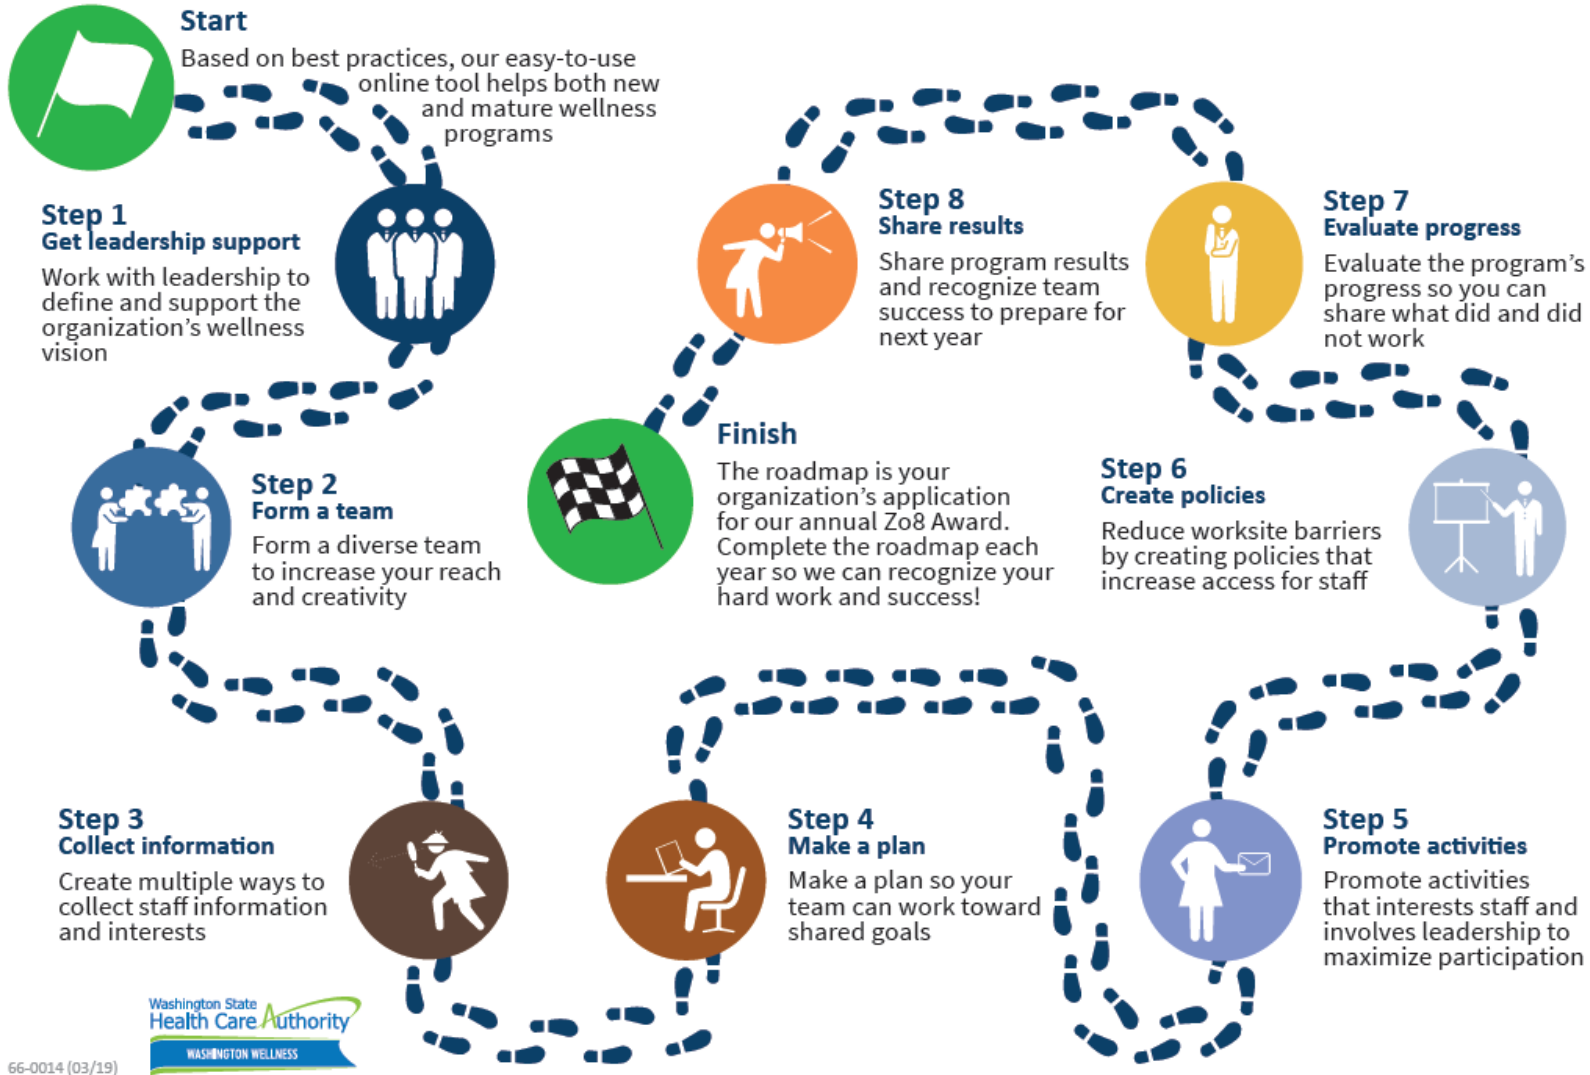 Start
Based on best practices, our easy-to-use
online tool helps both new
and mature wellness
programs
Step 1
Get leadership support
Work with leadership to
define and support the
organization's wellness
vision
Step 2
Form a team
Form a diverse team
to increase your reach
and creativity
Step 3
Collect information
Create multiple ways to
collect staff information
and interests
Step 4
Make a plan
Make a plan so your
team can work toward
shared goals
Step 5
Promote activities
Promote activities
that interests staff and
involves leadership to
maximize participation
Step 6
Create policies
Reduce worksite barriers
by creating policies that
increase access for staff
Step 7
Evaluate progress
Evaluate the program's
progress so you can
share what did and did
not work
Step 8
Share results
Share program results
and recognize team
success to prepare for
next year
Finish
The roadmap is your
organization's application
for our annual Zo8 Award.
Complete the roadmap each
year so we can recognize your
hard work and success!
Washington State
Health Care Authority
WASHINGTON WELLNESS
66-0014 (03/19)